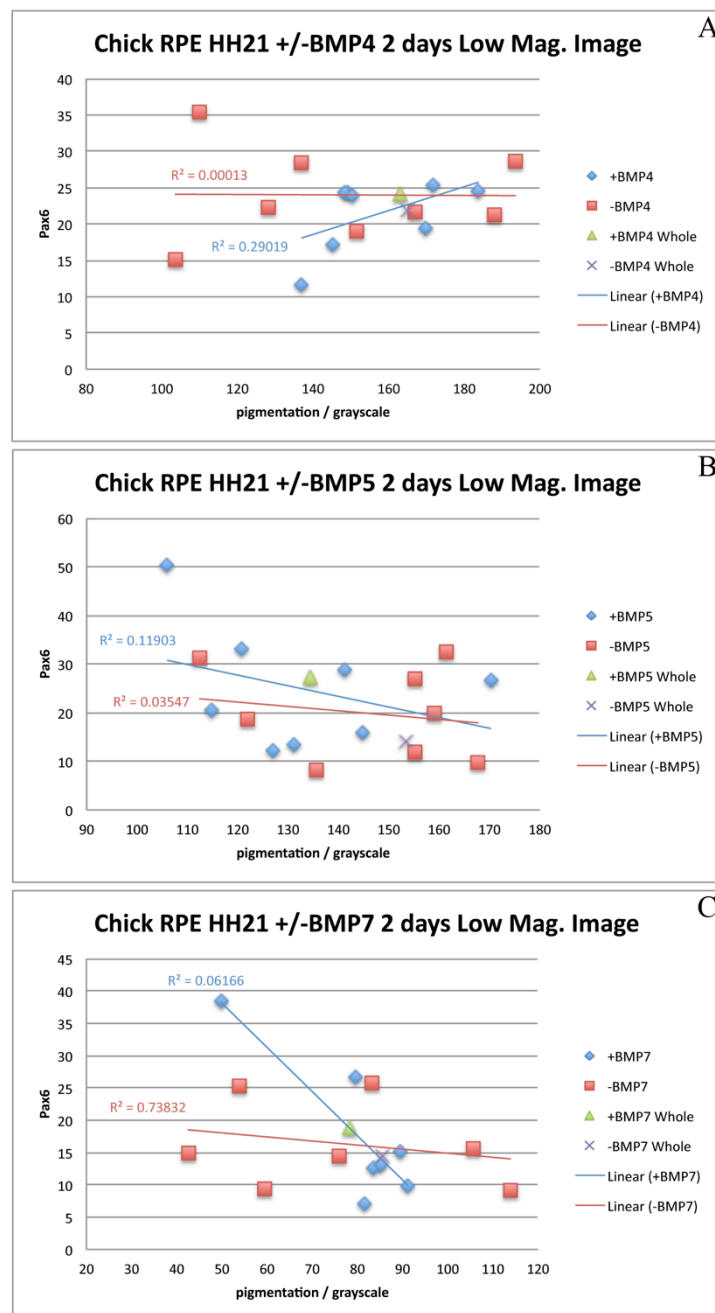 A
Chick RPE HH21 +/-BMP4 2 days Low Mag. Image
40
35
30
25
20
15
10
5
0
Pax6
R² = 0.00013
R² = 0.29019
80 100 120 140 160 180 200
pigmentation / grayscale
+BMP4
-BMP4
+BMP4 Whole
-BMP4 Whole
Linear (+BMP4)
Linear (-BMP4)
B
Chick RPE HH21 +/-BMP5 2 days Low Mag. Image
60
50
40
30
20
10
0
Pax6
R² = 0.11903
R² = 0.03547
90 100 110 120 130 140 150 160 170 180
pigmentation / grayscale
+BMP5
-BMP5
+BMP5 Whole
-BMP5 Whole
Linear (+BMP5)
Linear (-BMP5)
C
Chick RPE HH21 +/-BMP7 2 days Low Mag. Image
45
40
35
30
25
20
15
10
5
0
Pax6
R² = 0.06166
R² = 0.73832
20 30 40 50 60 70 80 90 100 110 120
pigmentation / grayscale
+BMP7
-BMP7
+BMP7 Whole
-BMP7 Whole
Linear (+BMP7)
Linear (-BMP7)